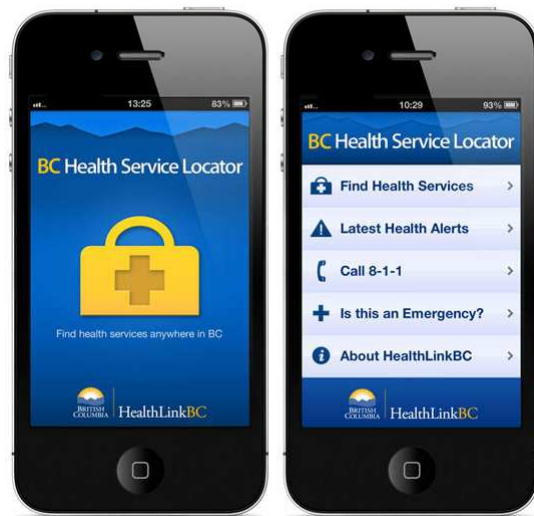 13:25
83%
BC Health Service Locator
Find health services anywhere in BC
BRITISH
COLUMBIA
HealthLinkBC
10:29
93%
BC Health Service Locator
Find Health Services
Latest Health Alerts
Call 8-1-1
Is this an Emergency?
About HealthLinkBC
BRITISH
COLUMBIA
HealthLinkBC